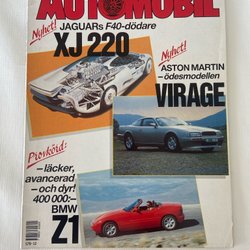 AUTOMOBIL
Nyhet!
JAGUARs F40-dödare
XJ 220
Nyhet!
ASTON MARTIN
-ödesmodellen
VIRAGE
Provkörd:
-läcker,
avancerad
- och dyr!
400 000:-
BMW
Z1